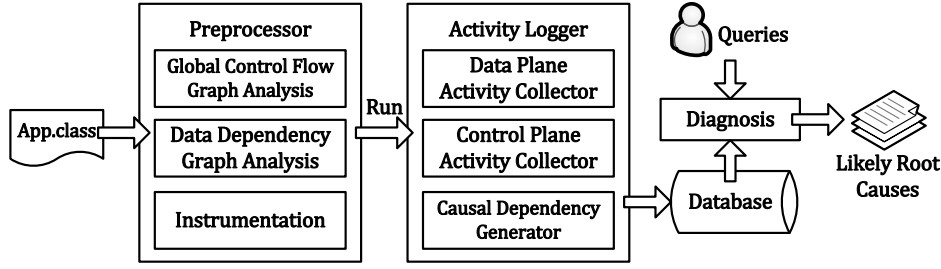 App.class
Preprocessor
Global Control Flow
Graph Analysis
Data Dependency
Graph Analysis
Instrumentation
Run
Activity Logger
Data Plane
Activity Collector
Control Plane
Activity Collector
Causal Dependency
Generator
Queries
Diagnosis
Database
Likely Root
Causes